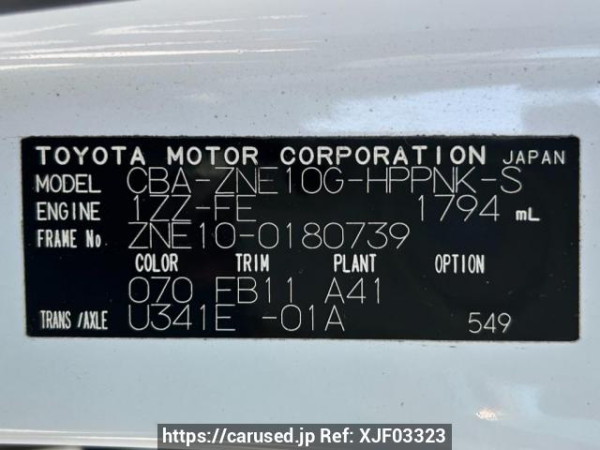 TOYOTA MOTOR CORPORATION JAPAN
MODEL CBA-ZNE10G-HPPNK-S
ENGINE 1ZZ-FE 1794 mL
FRAME No ZNE10-0180739
COLOR TRIM PLANT OPTION
070 FB11 A41
TRANS/AXLE U341E -01A 549
https://carused.jp Ref: XJF03323